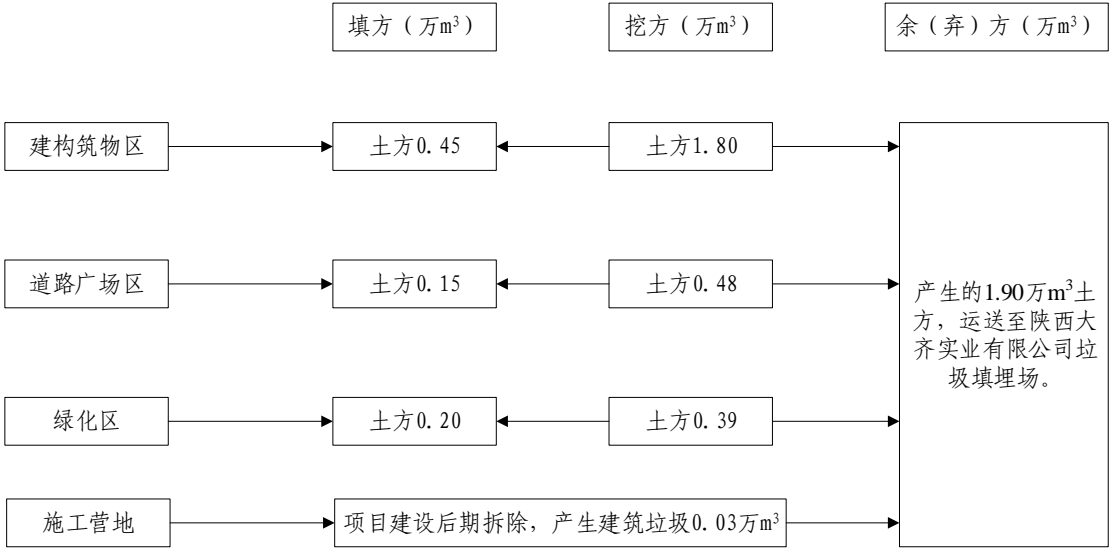 填方（万m³） 挖方（万m³） 余（弃）方（万m³）
建构筑物区 土方0.45 土方1.80
道路广场区 土方0.15 土方0.48
产生的1.90万m³土
方，运送至陕西大
齐实业有限公司垃
圾填埋场。
绿化区 土方0.20 土方0.39
施工营地 项目建设后期拆除，产生建筑垃圾0.03万m³